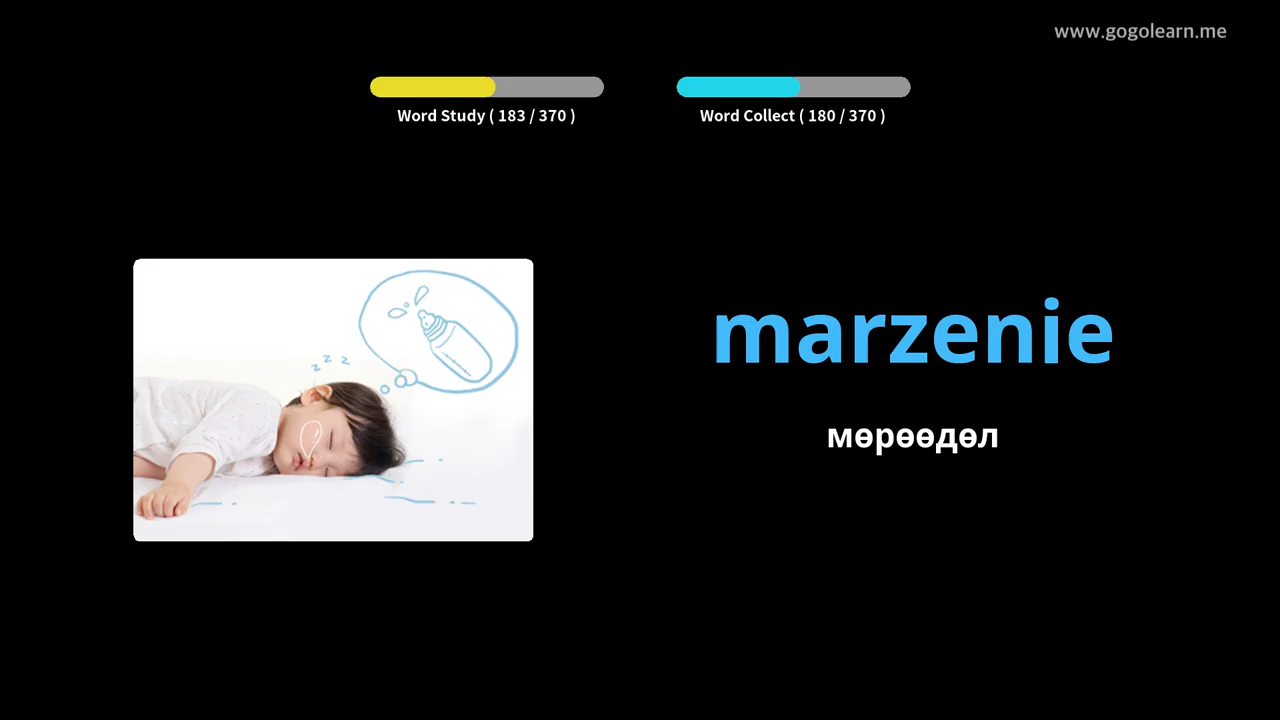 www.gogolearn.me
Word Study ( 183 / 370 )
Word Collect ( 180 / 370 )
z z z
marzenie
мөрөөдөл